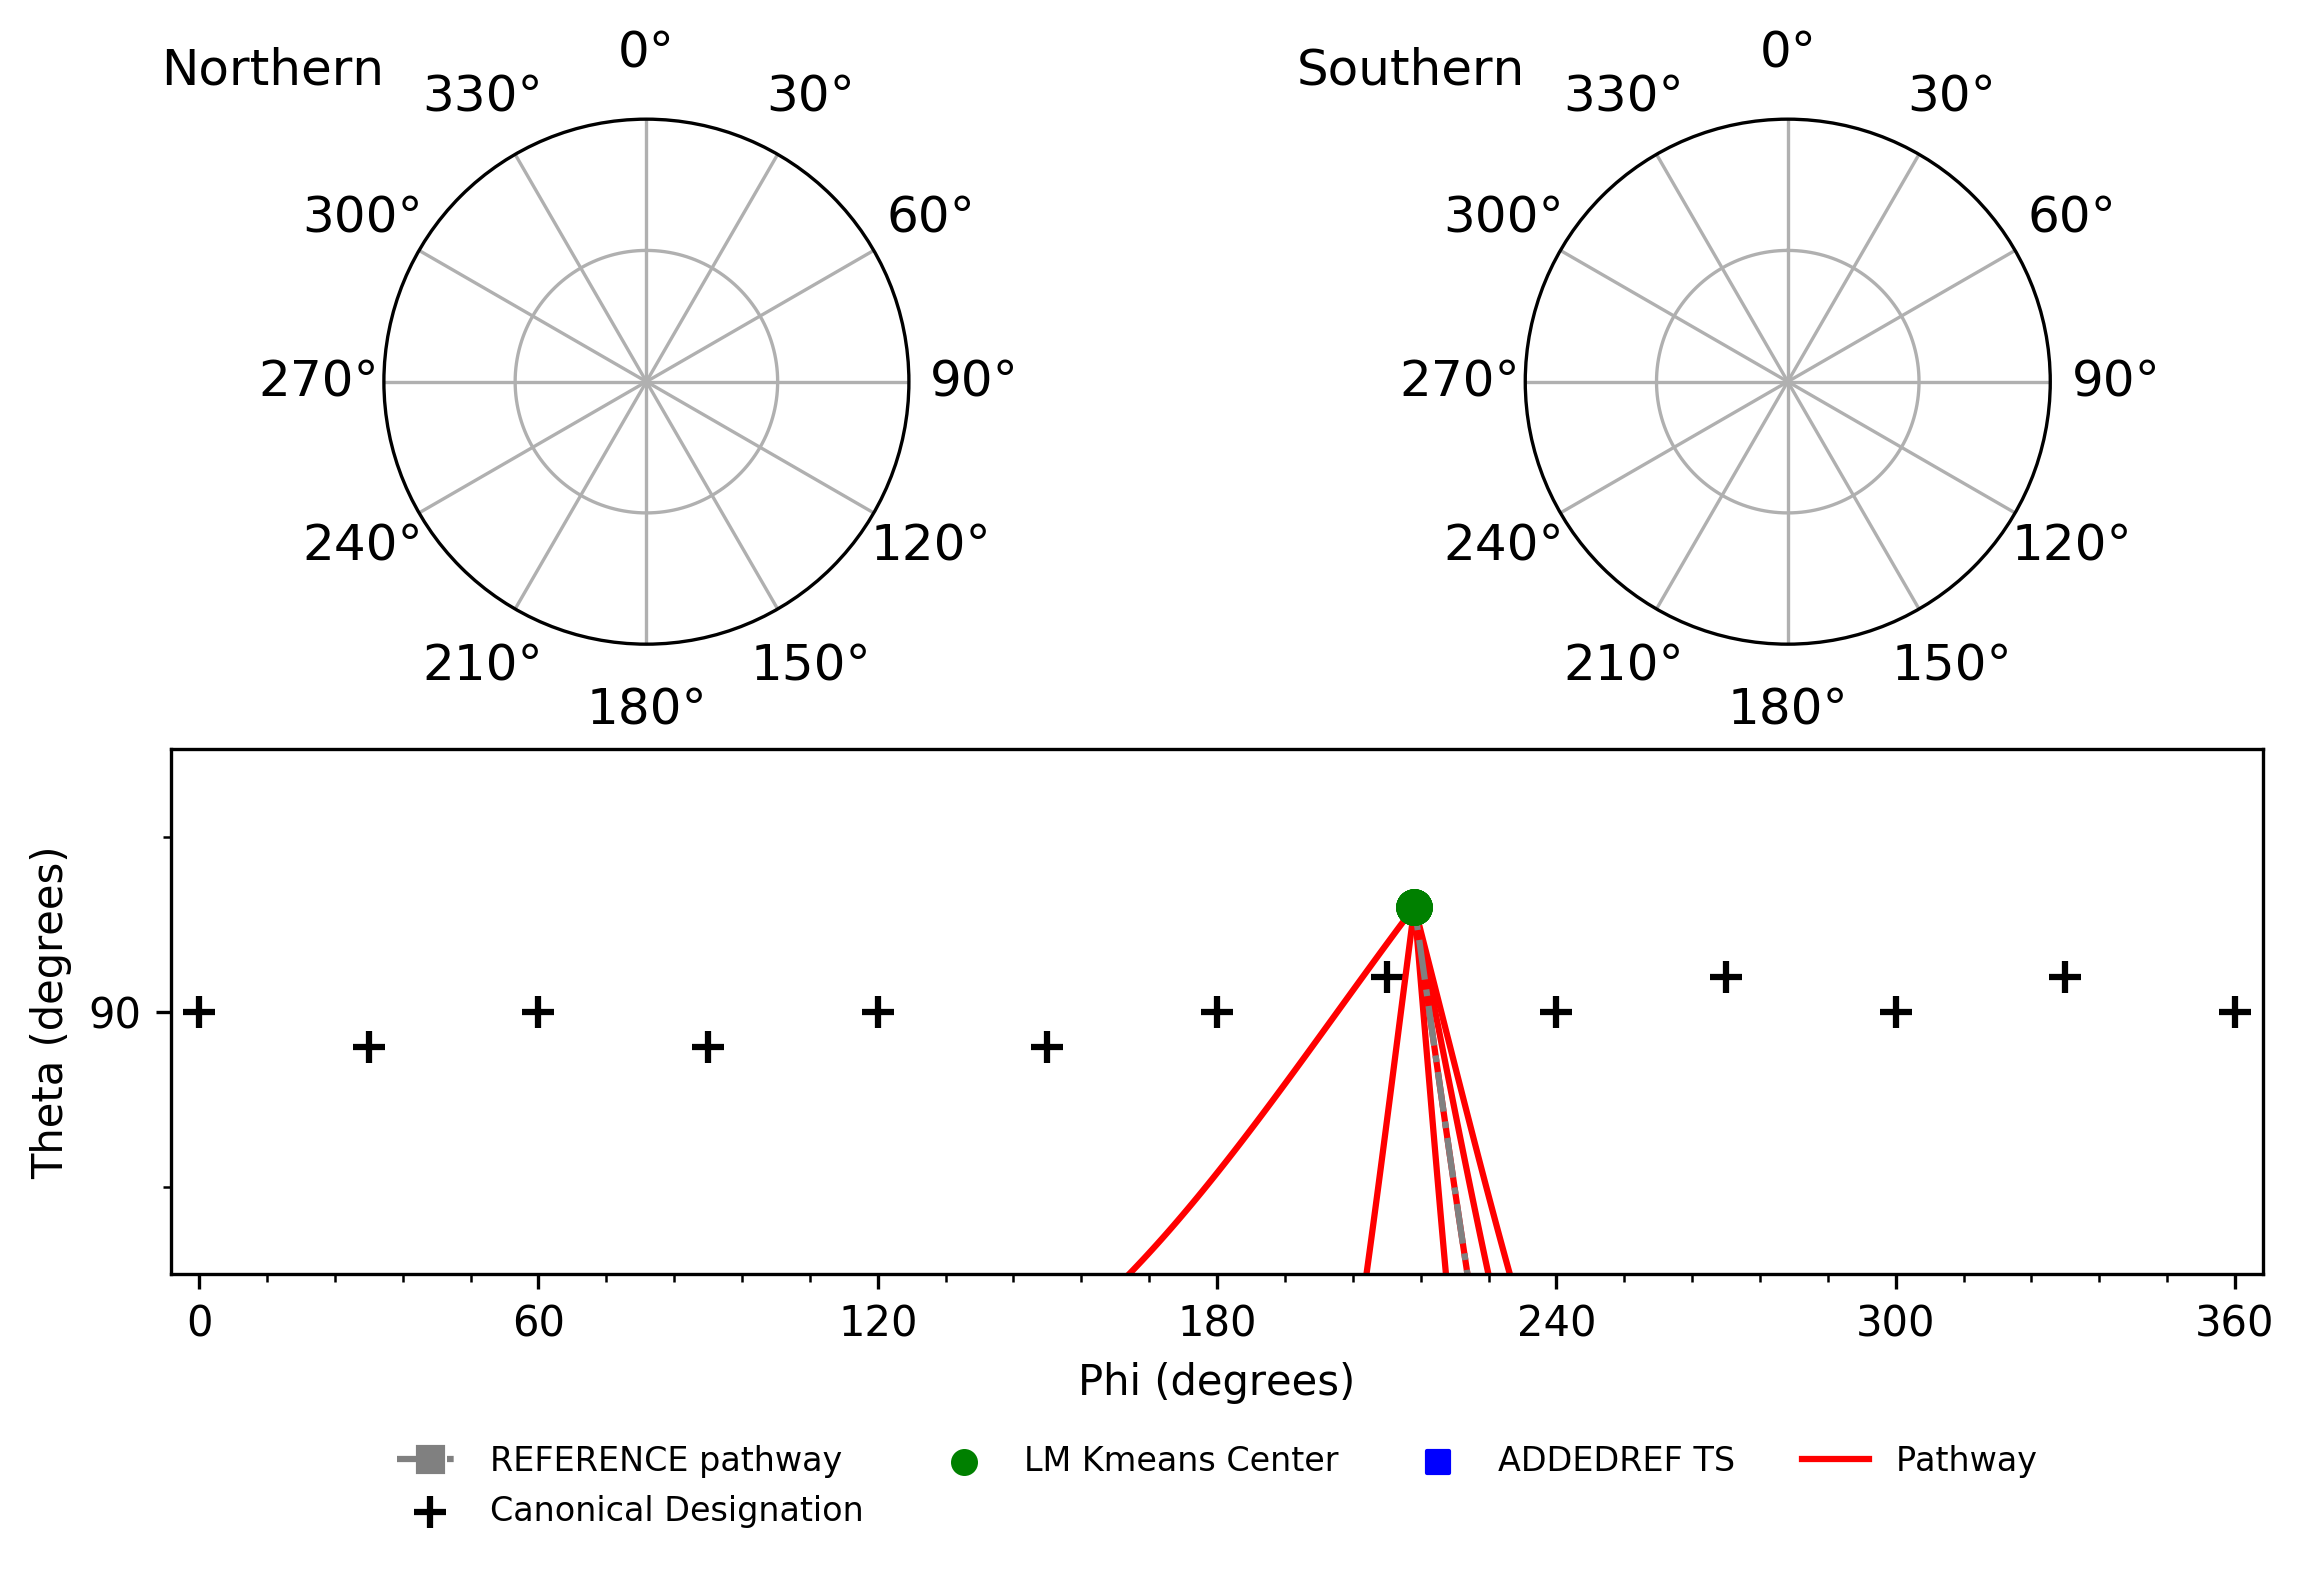 Northern
0°
30°
60°
90°
120°
150°
180°
210°
240°
270°
300°
330°
Southern
0°
30°
60°
90°
120°
150°
180°
210°
240°
270°
300°
330°
Theta (degrees)
90
0 60 120 180 240 300 360
Phi (degrees)
REFERENCE pathway
Canonical Designation
LM Kmeans Center
ADDEDREF TS
Pathway